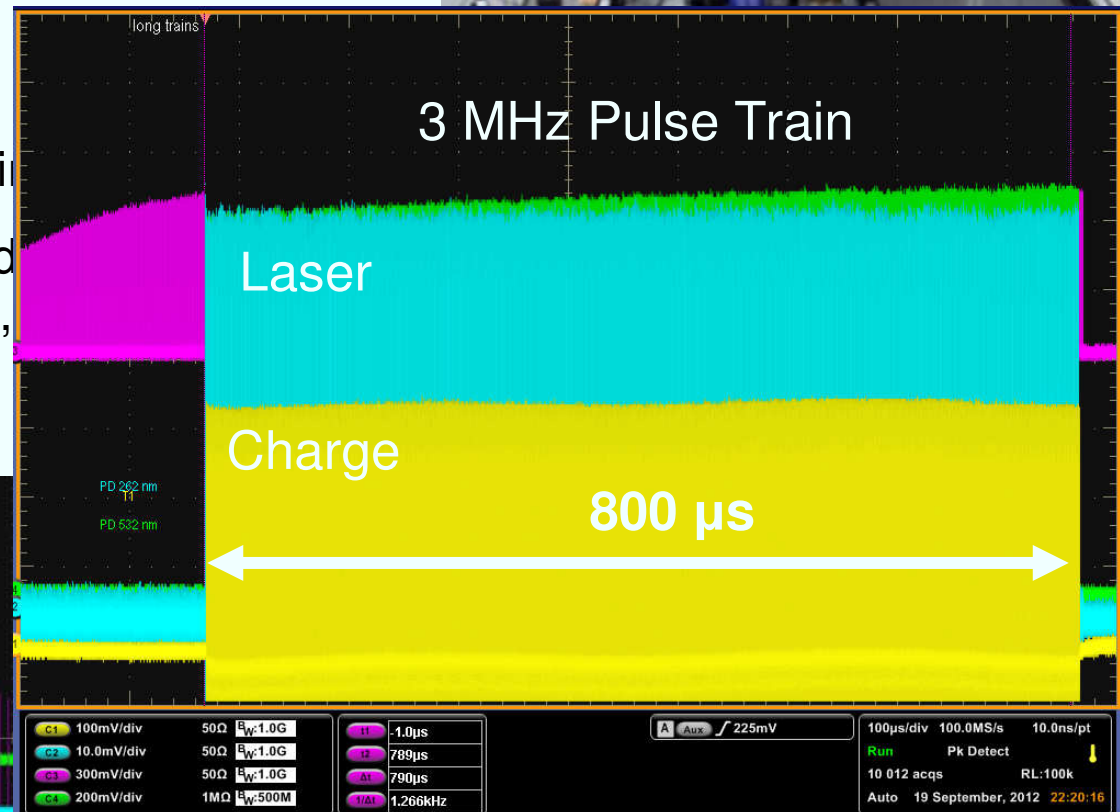 long trains
3 MHz Pulse Train
Laser
Charge
PD 262 nm
PD 532 nm
800 µs
C1 100mV/div 50Ω BW:1.0G
C2 10.0mV/div 50Ω BW:1.0G
C3 300mV/div 50Ω BW:1.0G
C4 200mV/div 1MΩ BW:500M
t1 -1.0µs
t2 789µs
Δt 790µs
1/Δt 1.266kHz
A Aux 225mV
100µs/div 100.0MS/s 10.0ns/pt
Run Pk Detect
10 012 acqs RL:100k
Auto 19 September, 2012 22:20:16